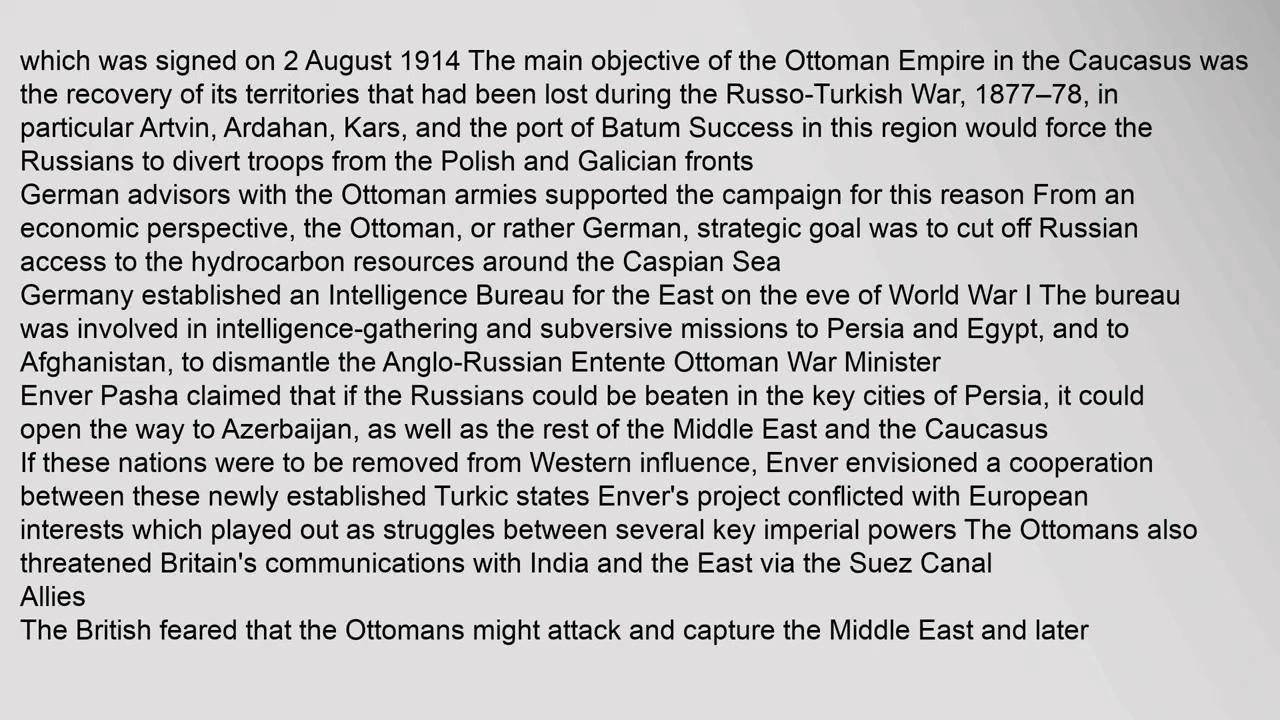 which was signed on 2 August 1914 The main objective of the Ottoman Empire in the Caucasus was
the recovery of its territories that had been lost during the Russo-Turkish War, 1877–78, in
particular Artvin, Ardahan, Kars, and the port of Batum Success in this region would force the
Russians to divert troops from the Polish and Galician fronts
German advisors with the Ottoman armies supported the campaign for this reason From an
economic perspective, the Ottoman, or rather German, strategic goal was to cut off Russian
access to the hydrocarbon resources around the Caspian Sea
Germany established an Intelligence Bureau for the East on the eve of World War I The bureau
was involved in intelligence-gathering and subversive missions to Persia and Egypt, and to
Afghanistan, to dismantle the Anglo-Russian Entente Ottoman War Minister
Enver Pasha claimed that if the Russians could be beaten in the key cities of Persia, it could
open the way to Azerbaijan, as well as the rest of the Middle East and the Caucasus
If these nations were to be removed from Western influence, Enver envisioned a cooperation
between these newly established Turkic states Enver's project conflicted with European
interests which played out as struggles between several key imperial powers The Ottomans also
threatened Britain's communications with India and the East via the Suez Canal
Allies
The British feared that the Ottomans might attack and capture the Middle East and later